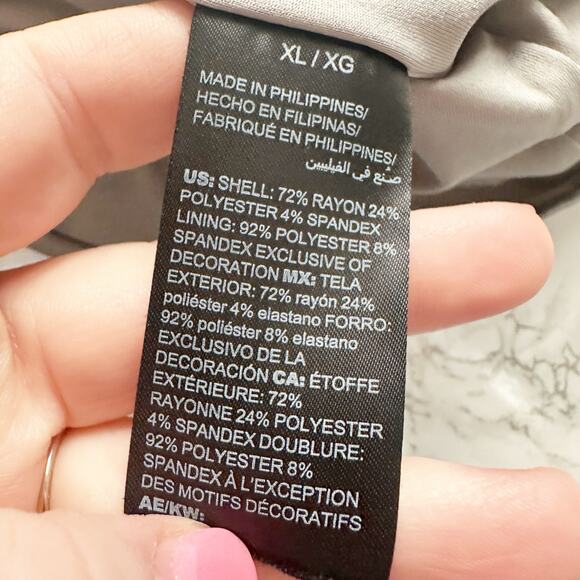 XL / XG
MADE IN PHILIPPINES/
HECHO EN FILIPINAS/
FABRIQUÉ EN PHILIPPINES/
صنع في الفيليبين
US: SHELL: 72% RAYON 24%
POLYESTER 4% SPANDEX
LINING: 92% POLYESTER 8%
SPANDEX EXCLUSIVE OF
DECORATION MX: TELA
EXTERIOR: 72% rayón 24%
poliéster 4% elastano FORRO:
92% poliéster 8% elastano
EXCLUSIVO DE LA
DECORACIÓN CA: ÉTOFFE
EXTÉRIEURE: 72%
RAYONNE 24% POLYESTER
4% SPANDEX DOUBLURE:
92% POLYESTER 8%
SPANDEX À L'EXCEPTION
DES MOTIFS DÉCORATIFS
AE/KW: